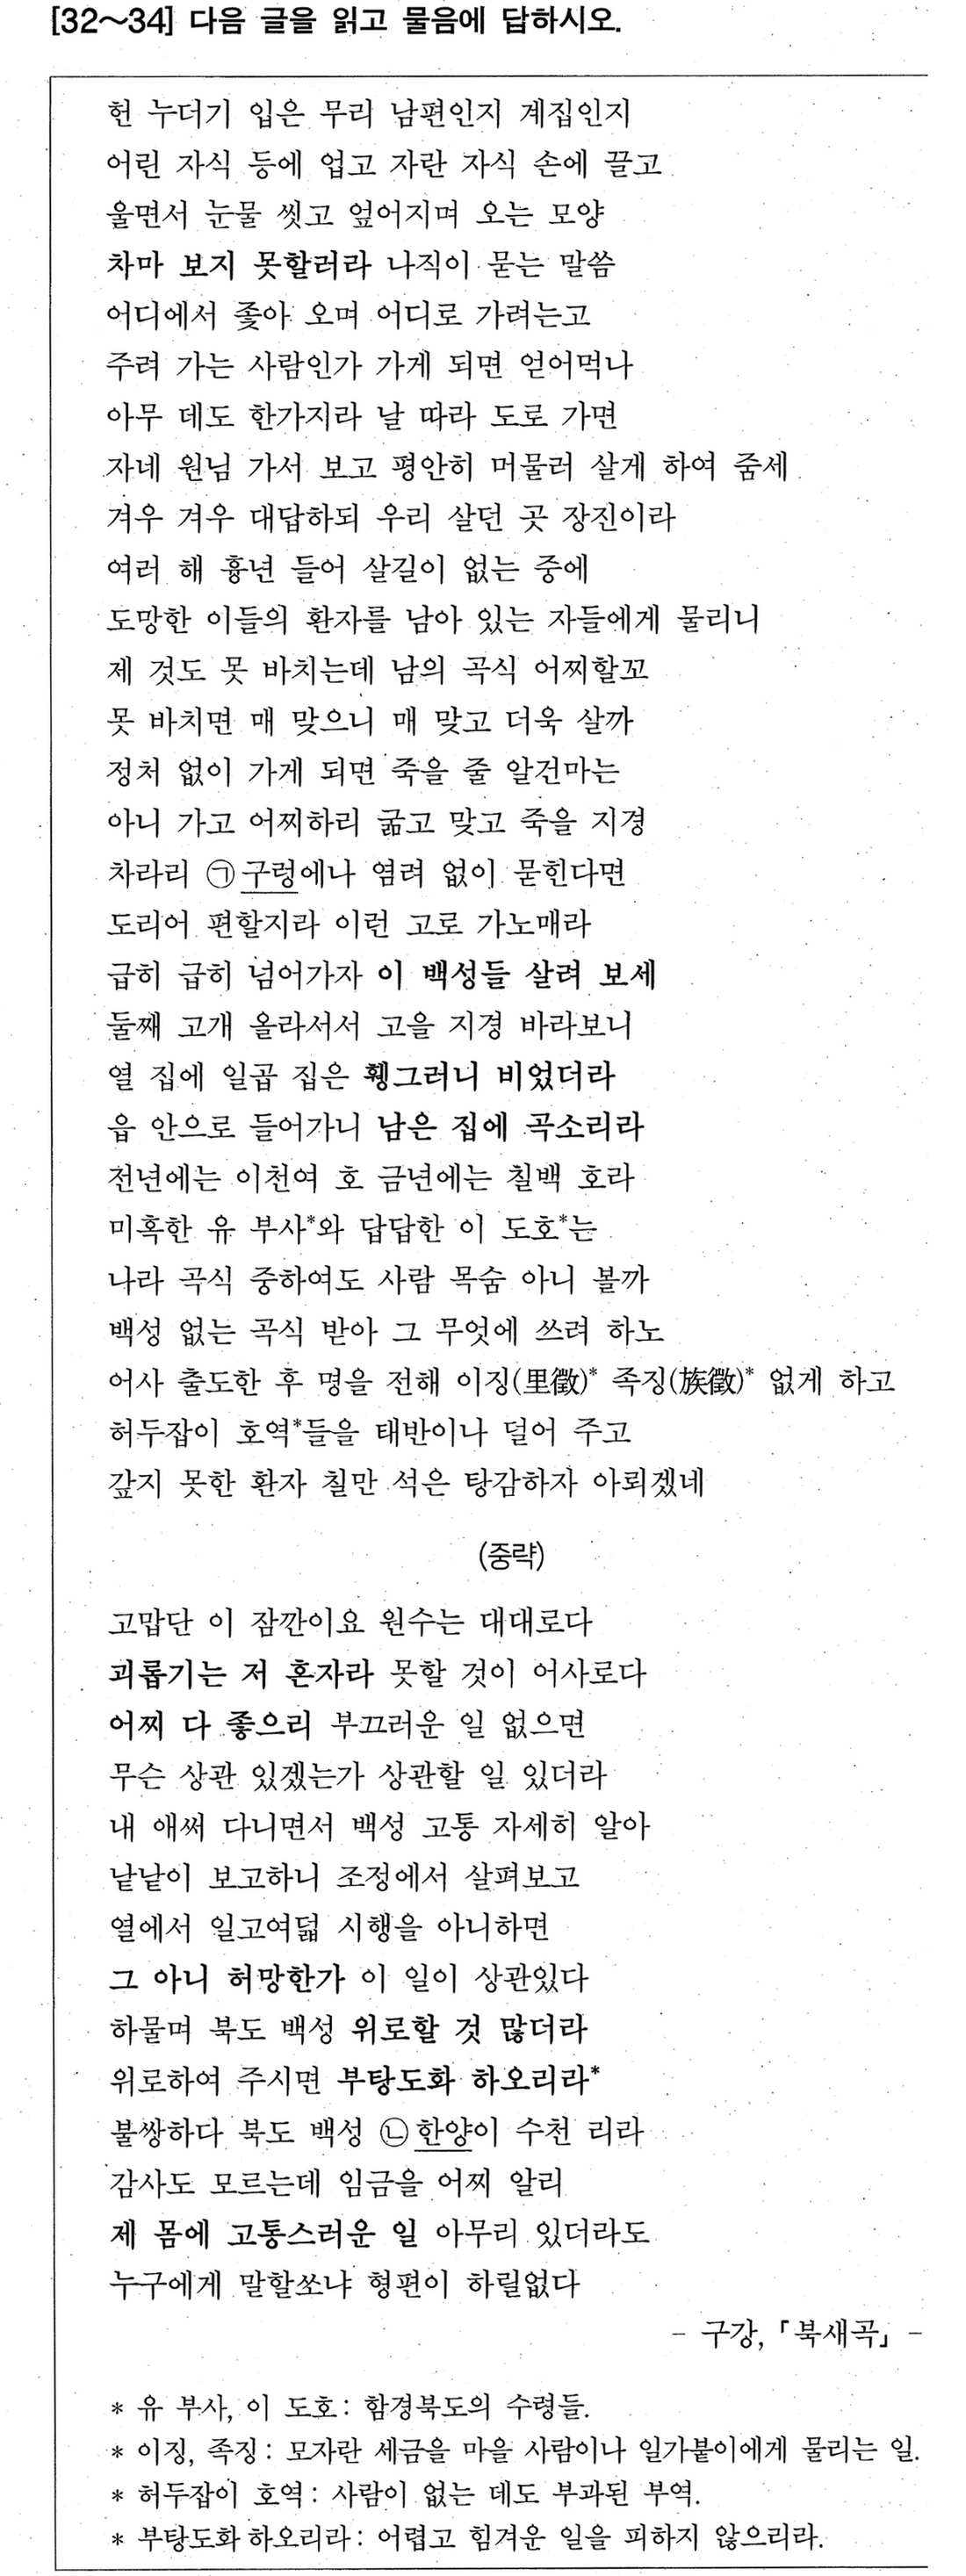 [32～34] 다음 글을 읽고 물음에 답하시오.
헌 누더기 입은 무리 남편인지 계집인지
어린 자식 등에 업고 자란 자식 손에 끌고
울면서 눈물 씻고 엎어지며 오는 모양
차마 보지 못할러라 나직이 묻는 말씀
어디에서 좇아 오며 어디로 가려는고
주려 가는 사람인가 가게 되면 얻어먹나
아무 데도 한가지라 날 따라 도로 가면
자네 원님 가서 보고 평안히 머물러 살게 하여 줌세
겨우 겨우 대답하되 우리 살던 곳 장진이라
여러 해 흉년 들어 살길이 없는 중에
도망한 이들의 환자를 남아 있는 자들에게 물리니
제 것도 못 바치는데 남의 곡식 어찌할꼬
못 바치면 매 맞으니 매 맞고 더욱 살까
정처 없이 가게 되면 죽을 줄 알건마는
아니 가고 어찌하리 굶고 맞고 죽을 지경
차라리 ㉠구렁에나 염려 없이 묻힌다면
도리어 편할지라 이런 고로 가노매라
급히 급히 넘어가자 이 백성들 살려 보세
둘째 고개 올라서서 고을 지경 바라보니
열 집에 일곱 집은 휑그러니 비었더라
읍 안으로 들어가니 남은 집에 곡소리라
전년에는 이천여 호 금년에는 칠백 호라
미혹한 유 부사*와 답답한 이 도호*는
나라 곡식 중하여도 사람 목숨 아니 볼까
백성 없는 곡식 받아 그 무엇에 쓰려 하노
어사 출도한 후 명을 전해 이징(里徵)* 족징(族徵)* 없게 하고
허두잡이 호역*들을 태반이나 덜어 주고
갚지 못한 환자 칠만 석은 탕감하자 아뢰겠네
(중략)
고맙단 이 잠깐이요 원수는 대대로다
괴롭기는 저 혼자라 못할 것이 어사로다
어찌 다 좋으리 부끄러운 일 없으면
무슨 상관 있겠는가 상관할 일 있더라
내 애써 다니면서 백성 고통 자세히 알아
낱낱이 보고하니 조정에서 살펴보고
열에서 일고여덟 시행을 아니하면
그 아니 허망한가 이 일이 상관있다
하물며 북도 백성 위로할 것 많더라
위로하여 주시면 부탕도화 하오리라*
불쌍하다 북도 백성 ㉡한양이 수천 리라
감사도 모르는데 임금을 어찌 알리
제 몸에 고통스러운 일 아무리 있더라도
누구에게 말할쏘냐 형편이 하릴없다
- 구강, 「북새곡」 -
* 유 부사, 이 도호: 함경북도의 수령들.
* 이징, 족징: 모자란 세금을 마을 사람이나 일가붙이에게 물리는 일.
* 허두잡이 호역: 사람이 없는 데도 부과된 부역.
* 부탕도화 하오리라: 어렵고 힘겨운 일을 피하지 않으리라.